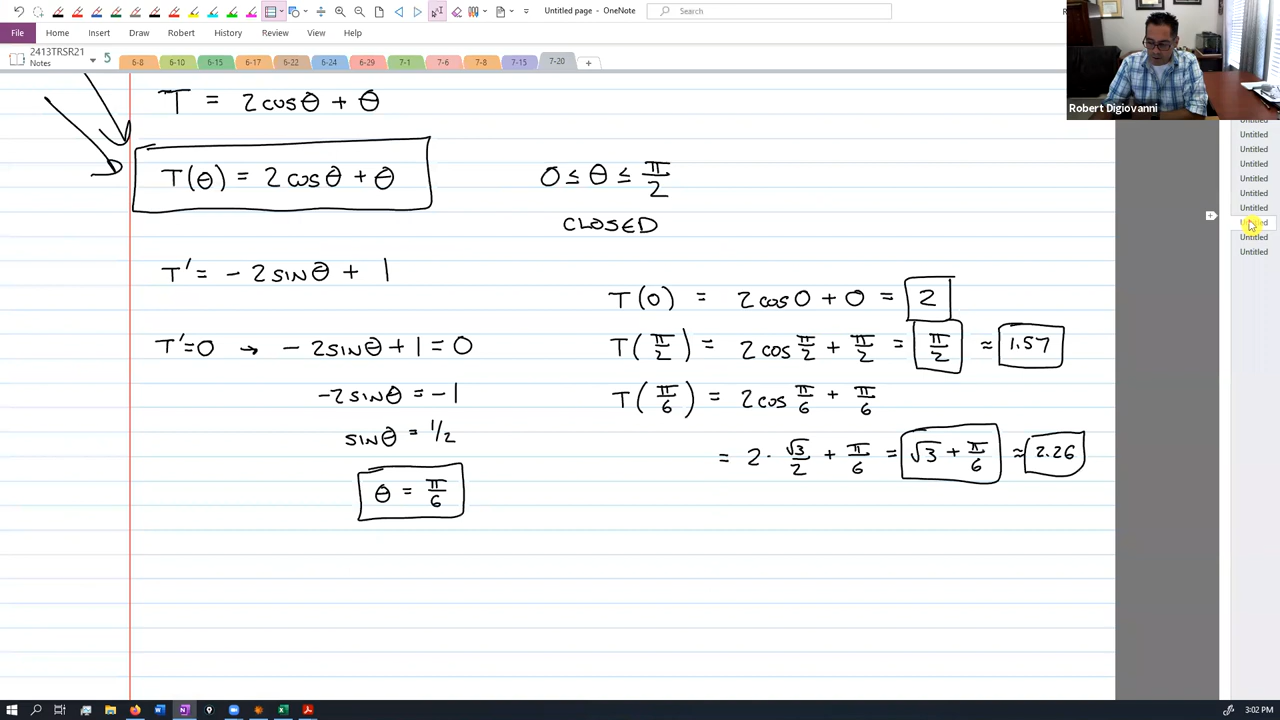 Untitled page - OneNote
Search
File Home Insert Draw Robert History Review View Help
2413TRSR21
Notes
5
6-8 6-10 6-15 6-17 6-22 6-24 6-29 7-1 7-6 7-8 7-15 7-20
Robert Digiovanni
T = 2cosθ + θ
T(θ) = 2cosθ + θ
0 ≤ θ ≤ π/2
CLOSED
T' = - 2sinθ + 1
T'=0 → - 2sinθ + 1 = 0
-2sinθ = -1
sinθ = 1/2
θ = π/6
T(0) = 2cos0 + 0 = 2
T(π/2) = 2cos π/2 + π/2 = π/2 ≈ 1.57
T(π/6) = 2cos π/6 + π/6
= 2 · √3/2 + π/6 = √3 + π/6 ≈ 2.26
Untitled
Untitled
Untitled
Untitled
Untitled
Untitled
Untitled
Untitled
Untitled
Untitled
3:02 PM